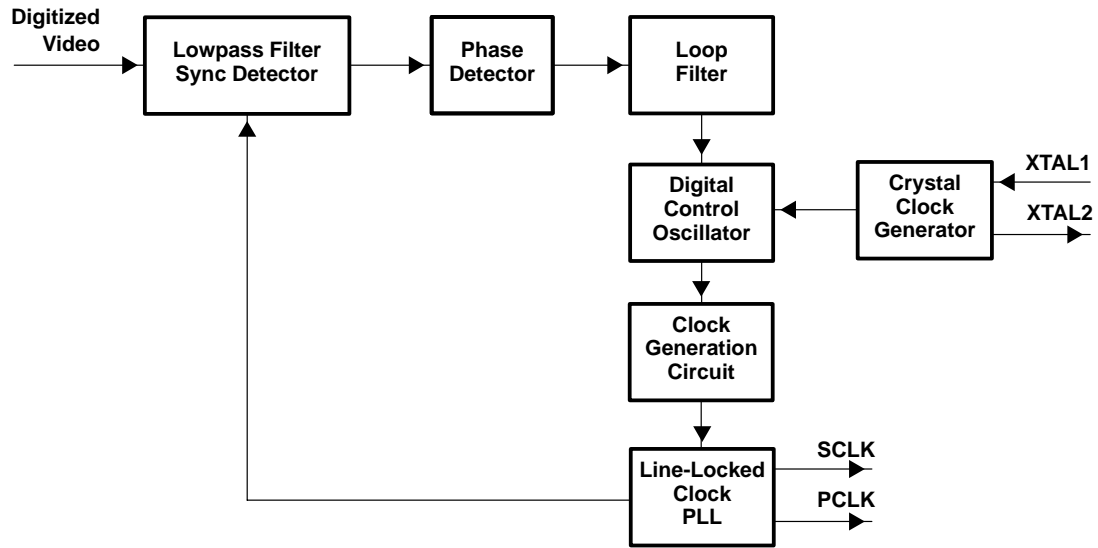 Digitized
Video
Lowpass Filter
Sync Detector
Phase
Detector
Loop
Filter
Digital
Control
Oscillator
Crystal
Clock
Generator
XTAL1
XTAL2
Clock
Generation
Circuit
Line-Locked
Clock
PLL
SCLK
PCLK